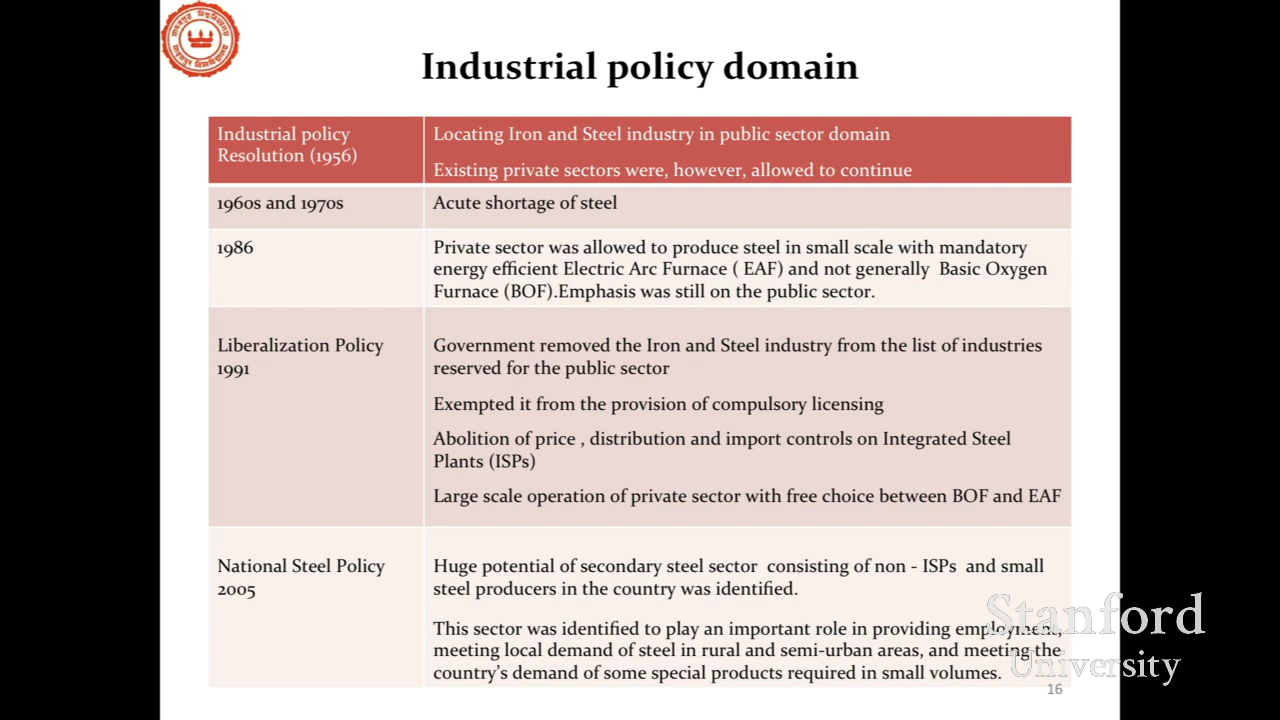 Industrial policy domain
Industrial policy
Resolution (1956)
Locating Iron and Steel industry in public sector domain
Existing private sectors were, however, allowed to continue
1960s and 1970s
Acute shortage of steel
1986
Private sector was allowed to produce steel in small scale with mandatory
energy efficient Electric Arc Furnace ( EAF) and not generally  Basic Oxygen
Furnace (BOF).Emphasis was still on the public sector.
Liberalization Policy
1991
Government removed the Iron and Steel industry from the list of industries
reserved for the public sector
Exempted it from the provision of compulsory licensing
Abolition of price , distribution and import controls on Integrated Steel
Plants (ISPs)
Large scale operation of private sector with free choice between BOF and EAF
National Steel Policy
2005
Huge potential of secondary steel sector  consisting of non - ISPs  and small
steel producers in the country was identified.
This sector was identified to play an important role in providing employment,
meeting local demand of steel in rural and semi-urban areas, and meeting the
country's demand of some special products required in small volumes.
Stanford
University
16